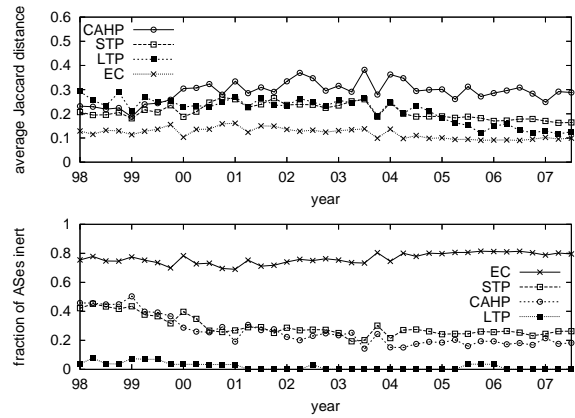 average Jaccard distance
0.6
0.5
0.4
0.3
0.2
0.1
0
CAHP
STP
LTP
EC
98 99 00 01 02 03 04 05 06 07
year
fraction of ASes inert
1
0.8
0.6
0.4
0.2
0
EC
STP
CAHP
LTP
98 99 00 01 02 03 04 05 06 07
year